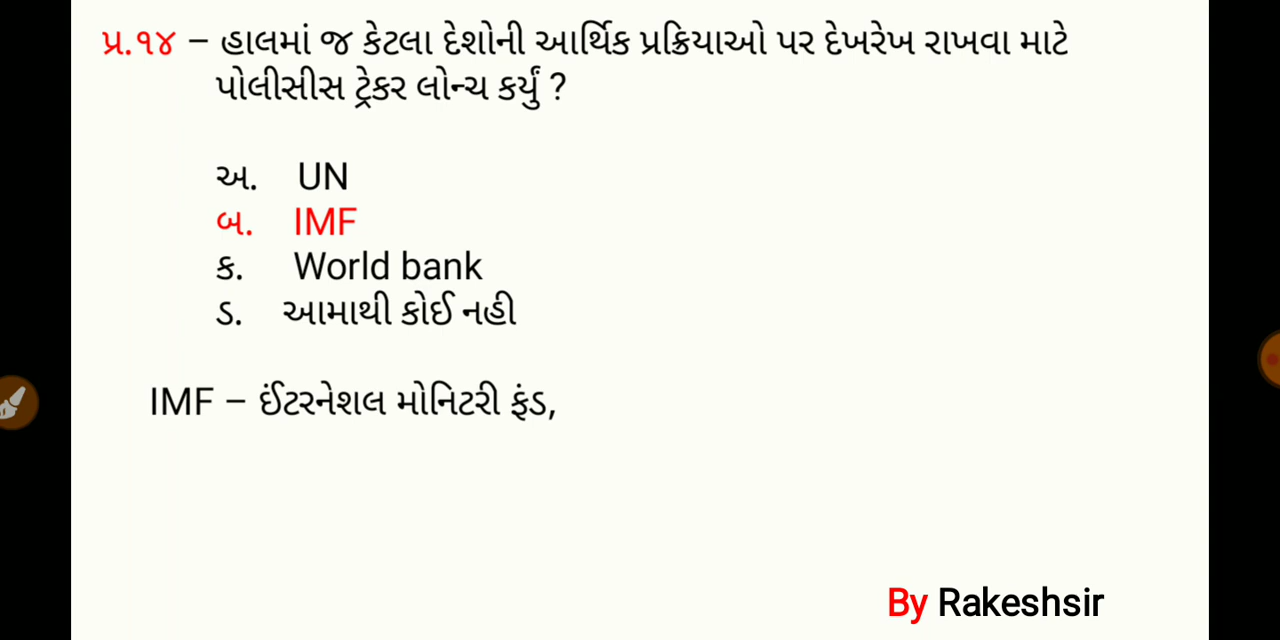 પ્ર.૧૪ – હાલમાં જ કેટલા દેશોની આર્થિક પ્રક્રિયાઓ પર દેખરેખ રાખવા માટે
પોલીસીસ ટ્રેકર લોન્ચ કર્યું ?
અ. UN
બ. IMF
ક. World bank
ડ. આમાથી કોઈ નહી
IMF – ઈંટરનેશલ મોનિટરી ફંડ,
By Rakeshsir